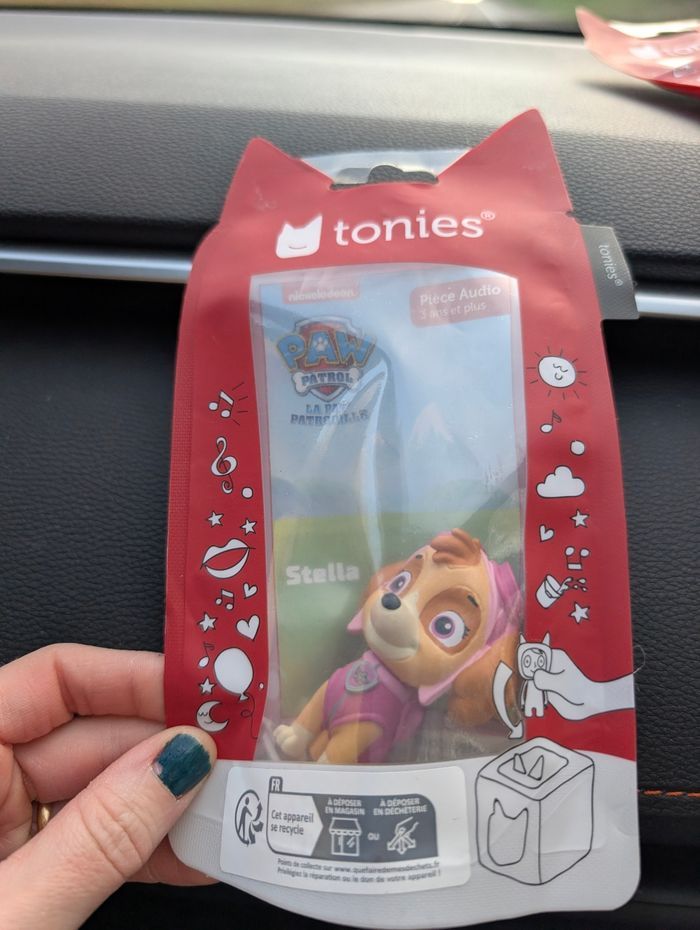 tonies®
tonies®
nickelodeon
Pièce Audio
3 ans et plus
PAW
PATROL
LA PAT'
PATROUILLE
Stella
FR
Cet appareil
se recycle
À DÉPOSER
EN MAGASIN
OU
À DÉPOSER
EN DÉCHÈTERIE
Points de collecte sur www.quefairedemesdechets.fr
Privilégiez la réparation ou le don de votre appareil !
tonies